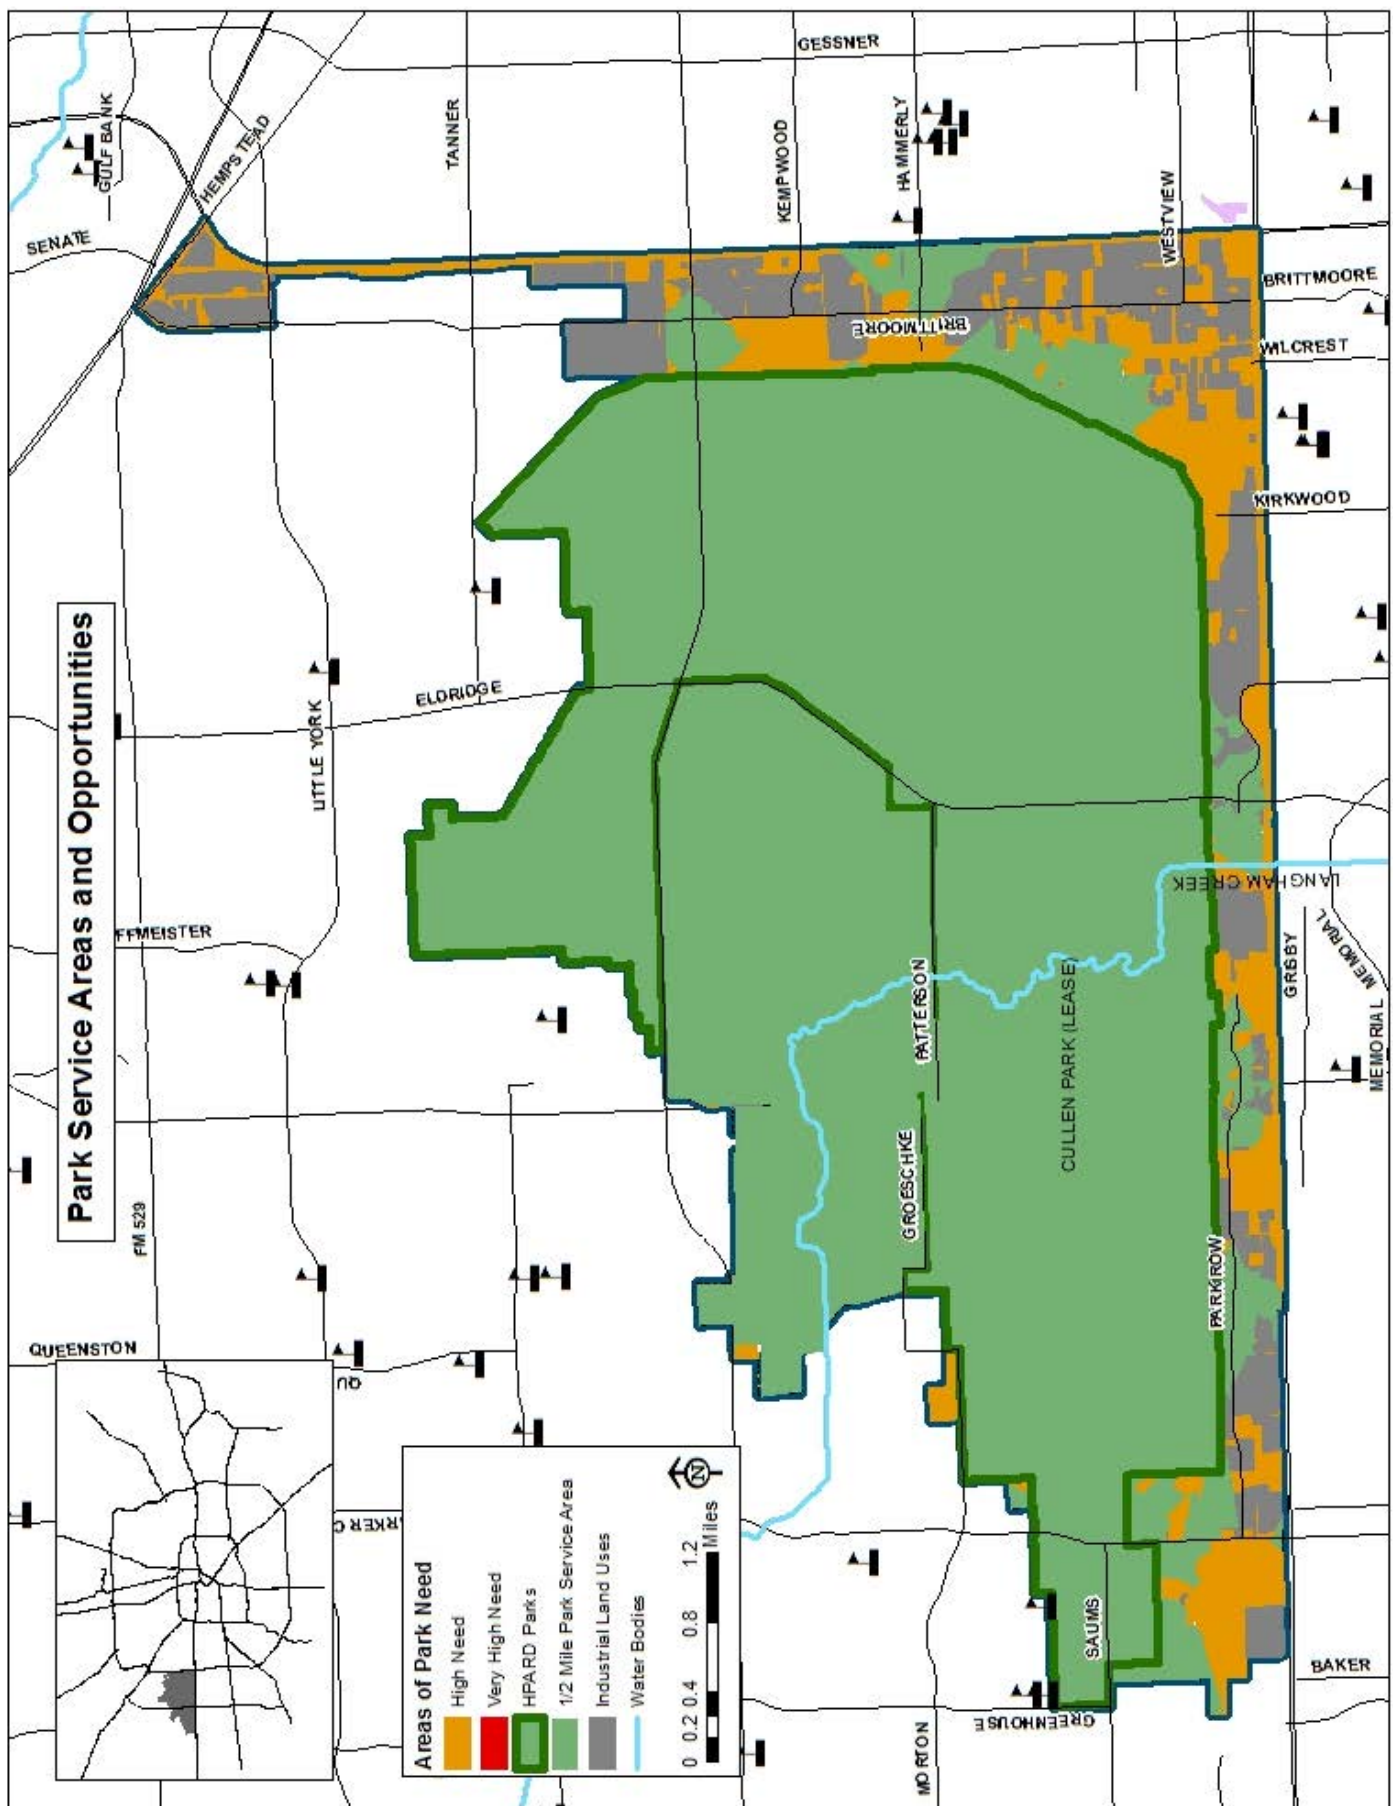 Park Service Areas and Opportunities
Areas of Park Need
High Need
Very High Need
HPARD Parks
1/2 Mile Park Service Area
Industrial Land Uses
Water Bodies
0 0.2 0.4 0.8 1.2
Miles
N
QUEENSTON
QU
FM 529
FFMEISTER
LITTLE YORK
ELDRIDGE
SENATE
GULF BANK
HEMPSTEAD
TANNER
GESSNER
KEMPWOOD
HAMMERLY
WESTVIEW
BRITTMOORE
BRITTMOORE
WILCREST
KIRKWOOD
LANGHAM CREEK
MEMORIAL
GRISBY
MEMORIAL
PATTERSON
CULLEN PARK (LEASE)
GROESCHKE
PARK ROW
SAUMS
GREENHOUSE
MORTON
BAKER